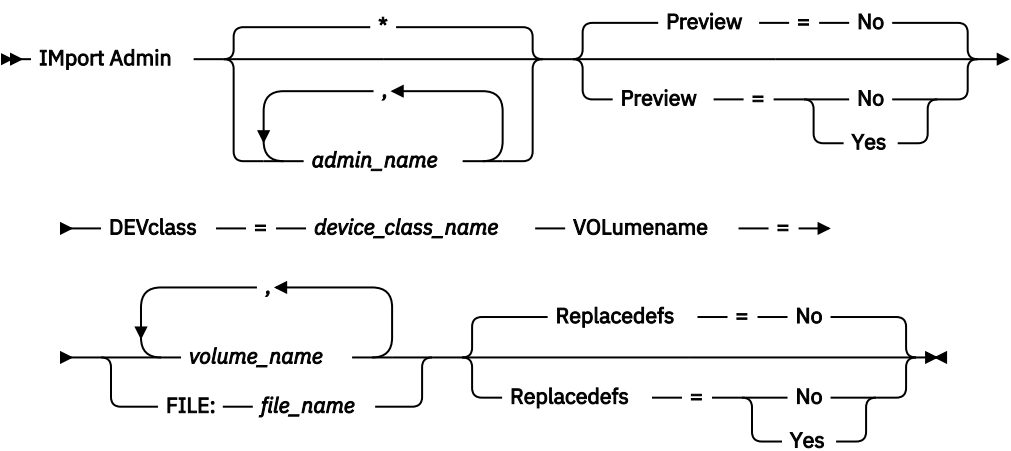 * Preview = No
IMport Admin
, Preview = No
Yes
admin_name
DEVclass = device_class_name VOLumename =
,
Replacedefs = No
volume_name
FILE: file_name Replacedefs = No
Yes